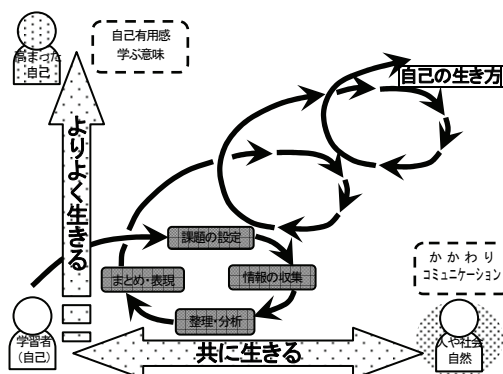 高まった
自己
自己有用感
学ぶ意味
自己の生き方
よりよく生きる
課題の設定
まとめ・表現
情報の収集
整理・分析
かかわり
コミュニケーション
学習者
（自己）
共に生きる
人や社会
自然